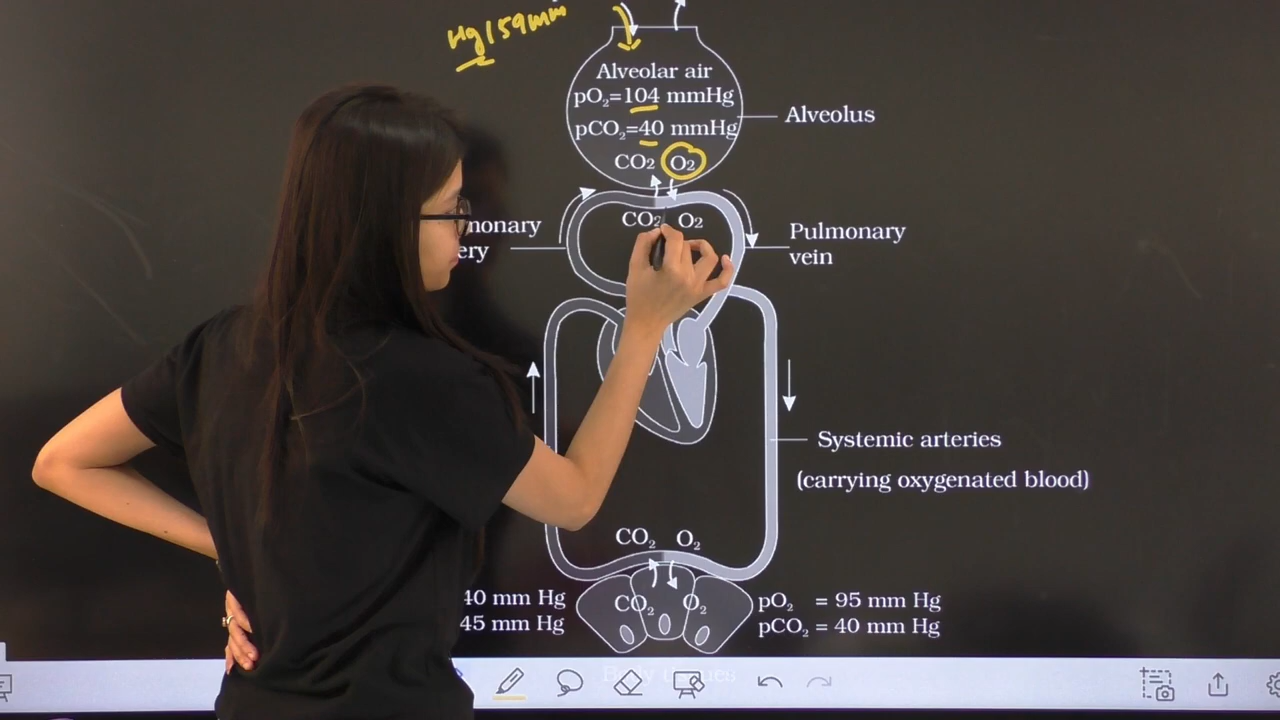 Hg 159mm
Alveolar air
pO₂=104 mmHg
pCO₂=40 mmHg
Alveolus
CO₂ O₂
CO₂ O₂
monary
ery
Pulmonary
vein
Systemic arteries
(carrying oxygenated blood)
CO₂ O₂
40 mm Hg
45 mm Hg
CO₂ O₂
pO₂ = 95 mm Hg
pCO₂ = 40 mm Hg
Body tissues